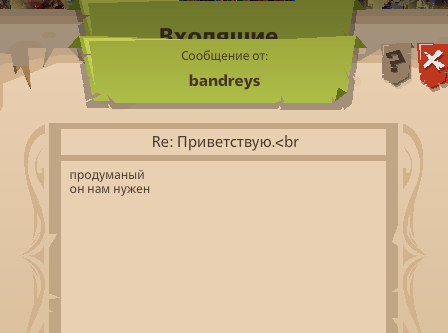 Входящие
Сообщение от:
bandreys
Re: Приветствую.<br
продуманый
он нам нужен